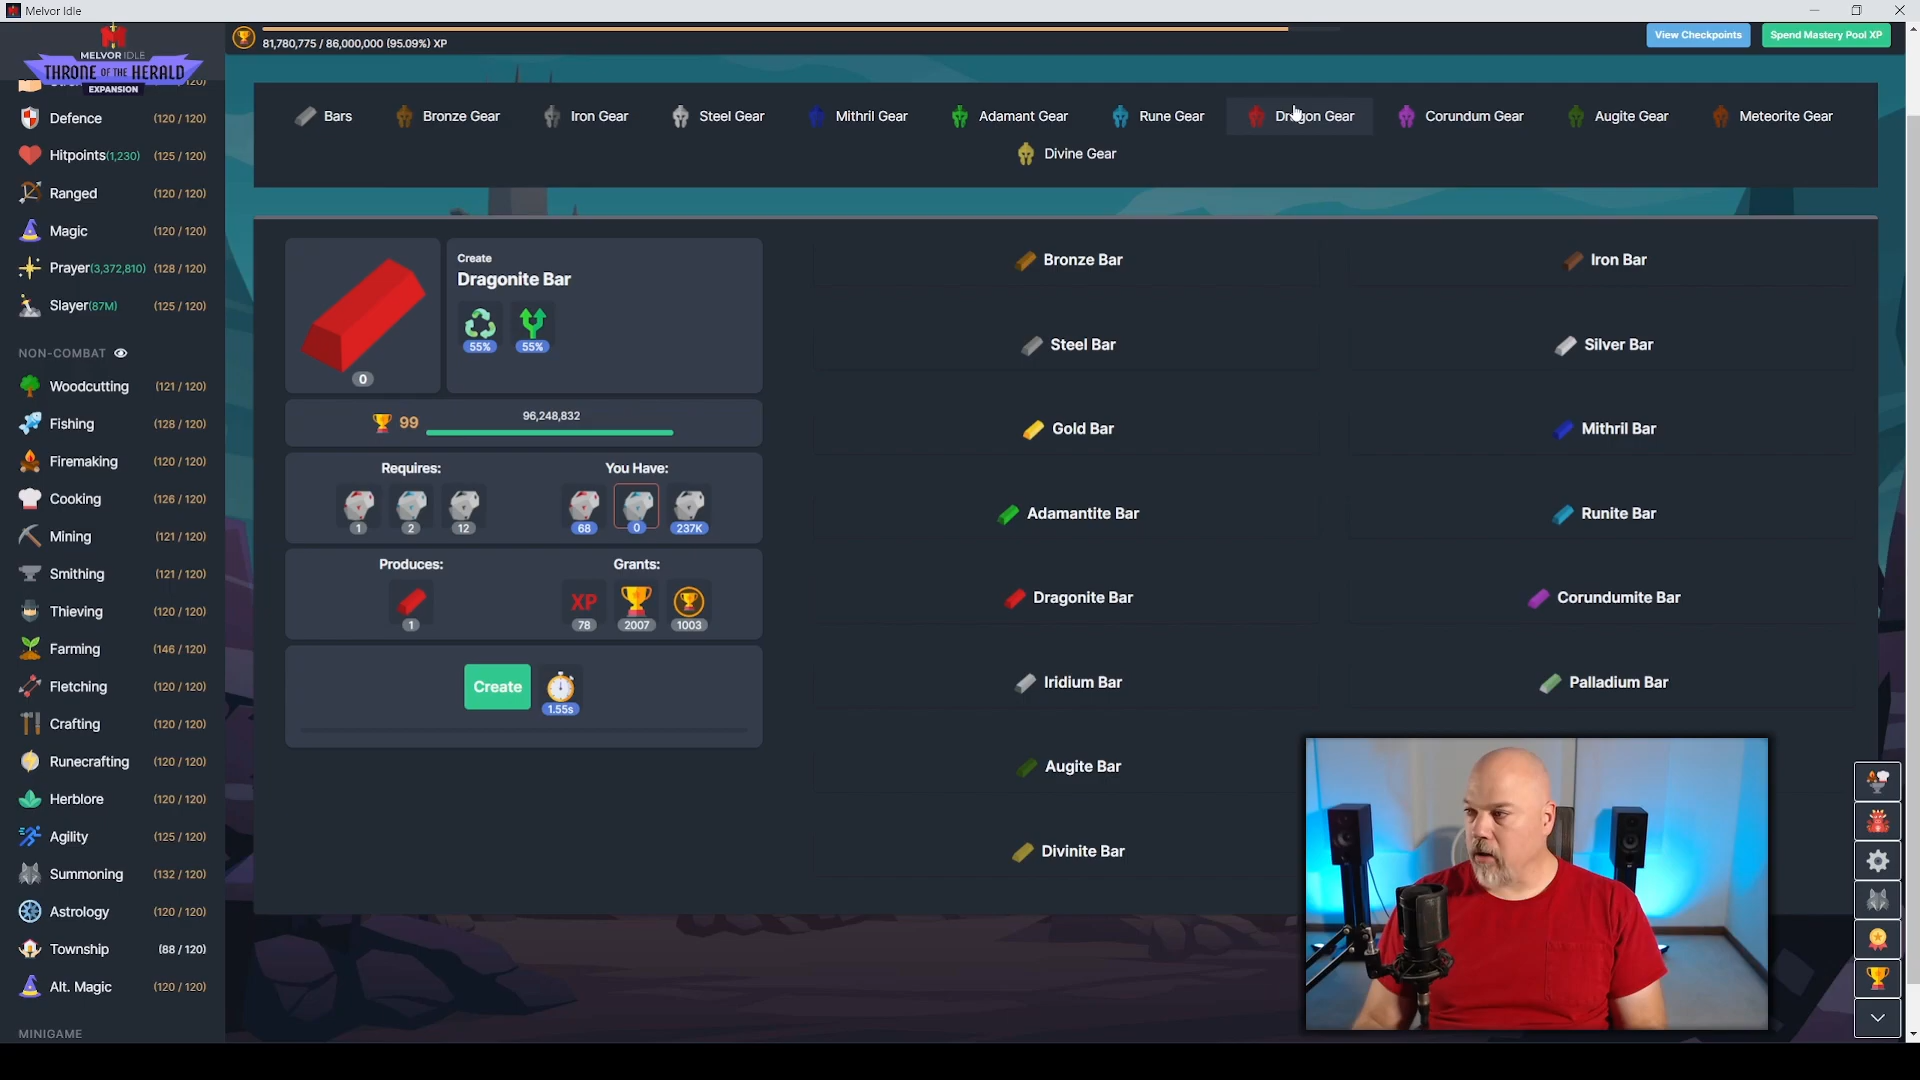 Melvor Idle
MELVOR IDLE
THRONE OF THE HERALD
EXPANSION
81,780,775 / 86,000,000 (95.09%) XP
View Checkpoints
Spend Mastery Pool XP
Defence (120 / 120)
Hitpoints(1,230) (125 / 120)
Ranged (120 / 120)
Magic (120 / 120)
Prayer(3,372,810) (128 / 120)
Slayer(87M) (125 / 120)
NON-COMBAT
Woodcutting (121 / 120)
Fishing (128 / 120)
Firemaking (120 / 120)
Cooking (126 / 120)
Mining (121 / 120)
Smithing (121 / 120)
Thieving (120 / 120)
Farming (146 / 120)
Fletching (120 / 120)
Crafting (120 / 120)
Runecrafting (120 / 120)
Herblore (120 / 120)
Agility (125 / 120)
Summoning (132 / 120)
Astrology (120 / 120)
Township (88 / 120)
Alt. Magic (120 / 120)
MINIGAME
Bars
Bronze Gear
Iron Gear
Steel Gear
Mithril Gear
Adamant Gear
Rune Gear
Dragon Gear
Corundum Gear
Augite Gear
Meteorite Gear
Divine Gear
Create
Dragonite Bar
55%
55%
0
99
96,248,832
Requires:
1
2
12
You Have:
68
0
237K
Produces:
1
Grants:
XP
78
2007
1003
Create
1.55s
Bronze Bar
Iron Bar
Steel Bar
Silver Bar
Gold Bar
Mithril Bar
Adamantite Bar
Runite Bar
Dragonite Bar
Corundumite Bar
Iridium Bar
Palladium Bar
Augite Bar
Divinite Bar